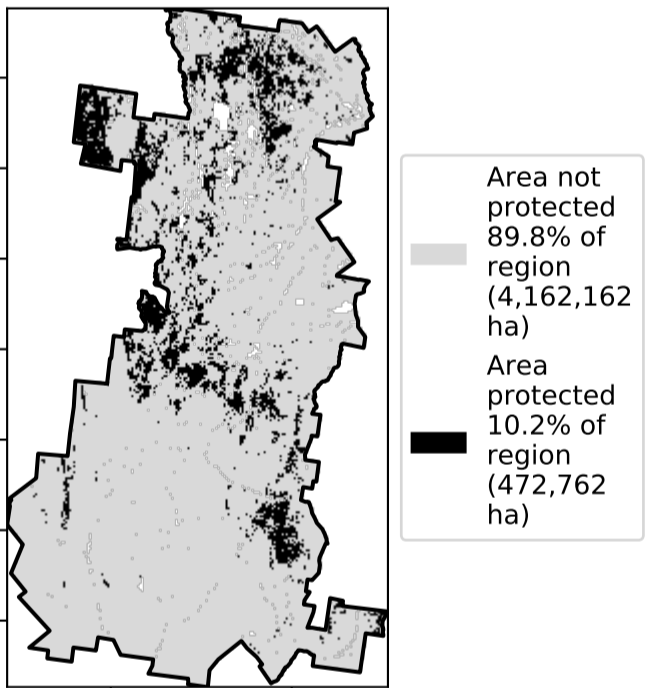 Area not
protected
89.8% of
region
(4,162,162
ha)
Area
protected
10.2% of
region
(472,762
ha)